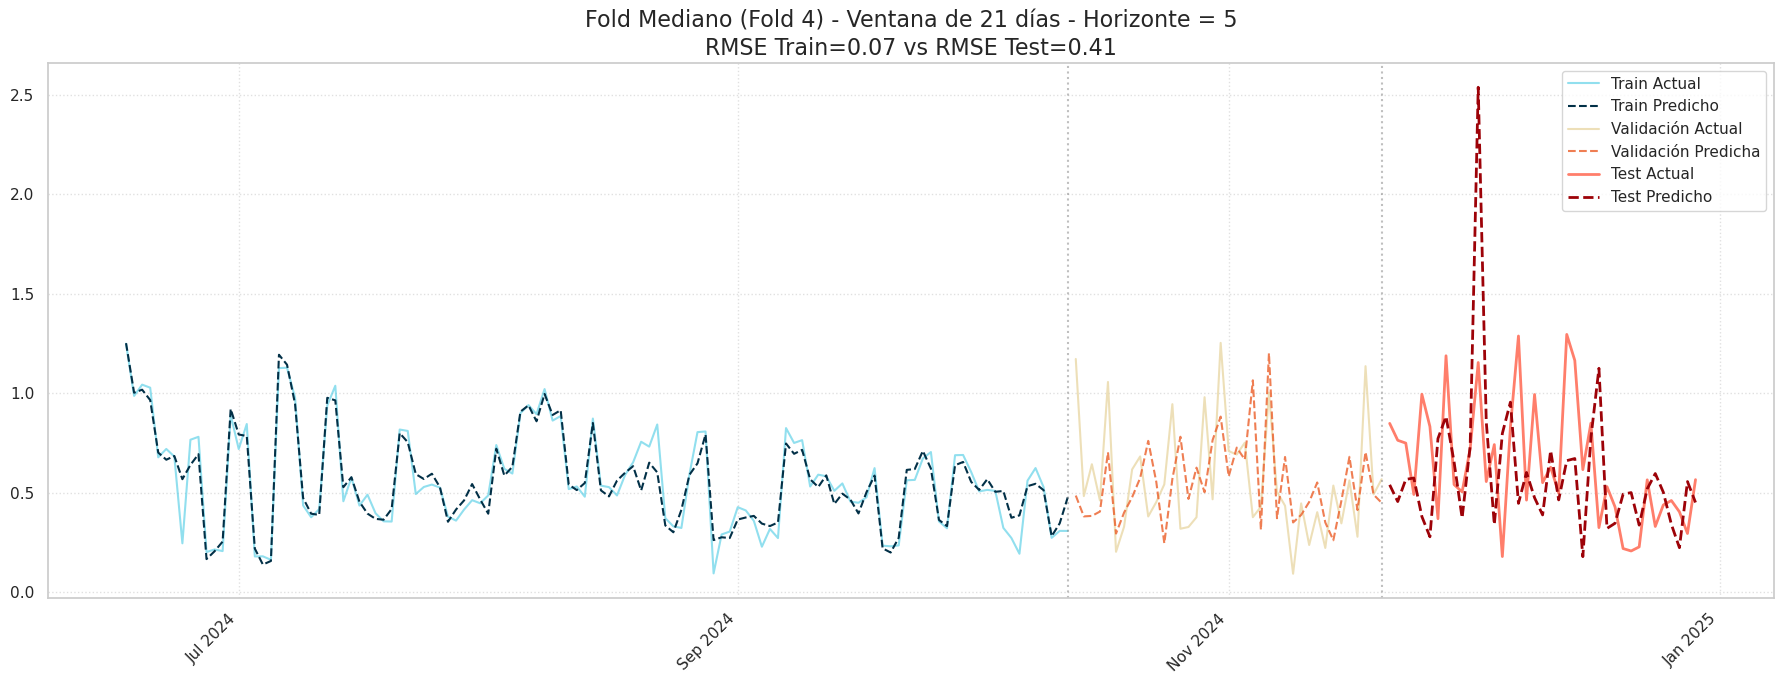 Fold Mediano (Fold 4) - Ventana de 21 días - Horizonte = 5
RMSE Train=0.07 vs RMSE Test=0.41
2.5
2.0
1.5
1.0
0.5
0.0
Train Actual
Train Predicho
Validación Actual
Validación Predicha
Test Actual
Test Predicho
Jul 2024
Sep 2024
Nov 2024
Jan 2025